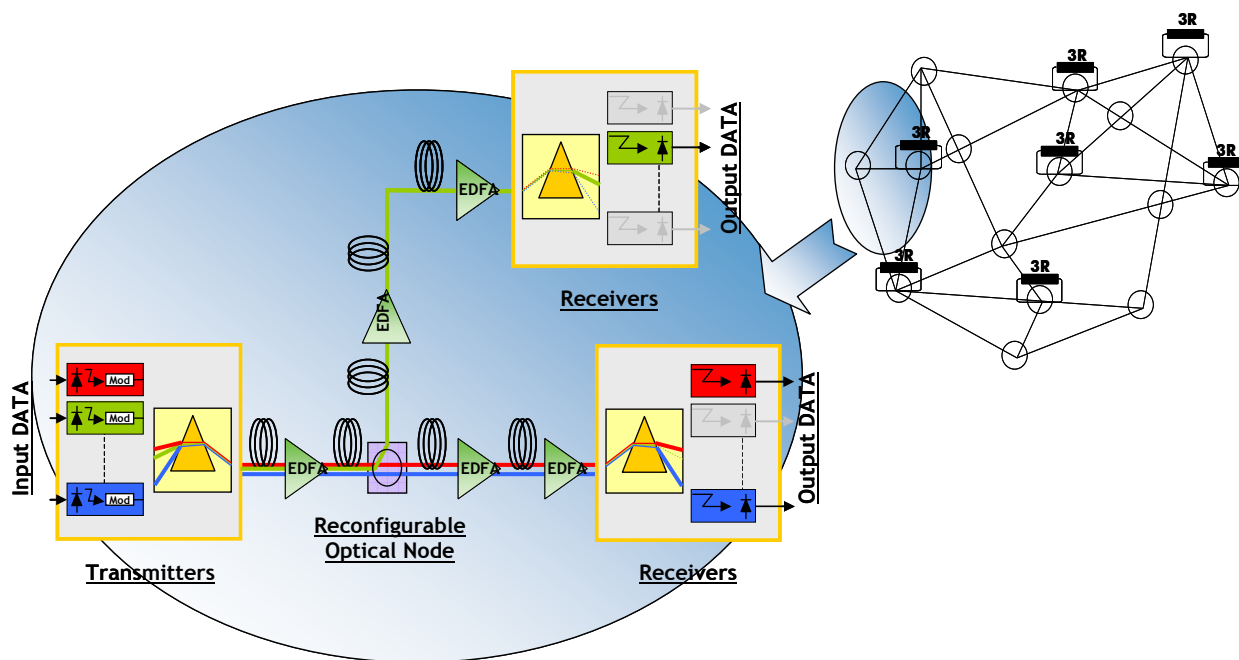 3R
3R
3R
3R
3R
3R
3R
Output DATA
EDFA
Receivers
EDFA
Input DATA
Mod
Mod
Mod
EDFA
EDFA
EDFA
Output DATA
Reconfigurable
Optical Node
Transmitters
Receivers